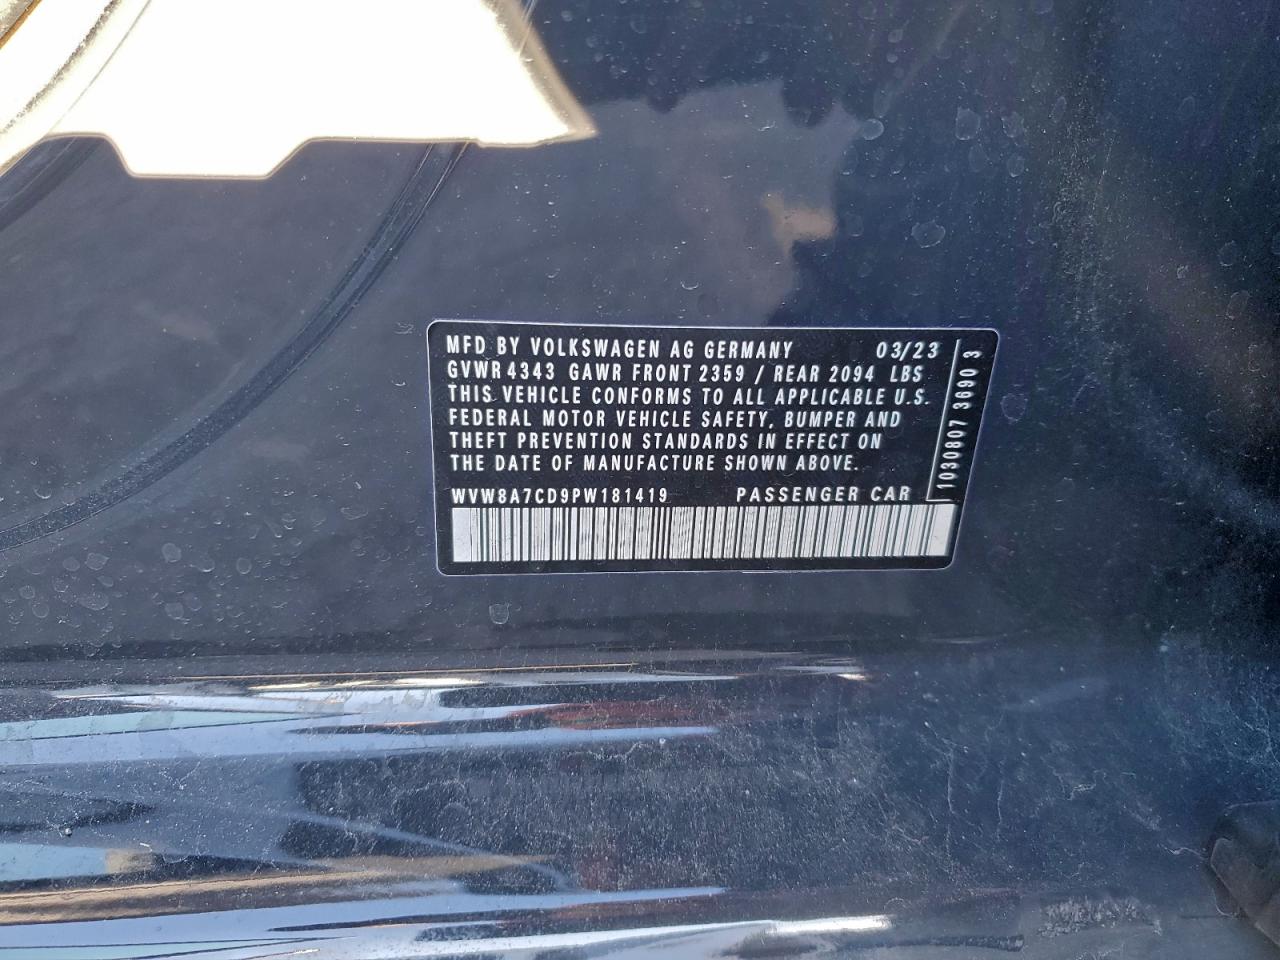 MFD BY VOLKSWAGEN AG GERMANY 03/23
GVWR 4343 GAWR FRONT 2359 / REAR 2094 LBS
THIS VEHICLE CONFORMS TO ALL APPLICABLE U.S.
FEDERAL MOTOR VEHICLE SAFETY, BUMPER AND
THEFT PREVENTION STANDARDS IN EFFECT ON
THE DATE OF MANUFACTURE SHOWN ABOVE.
WVW8A7CD9PW181419 PASSENGER CAR
1030807 3690 3